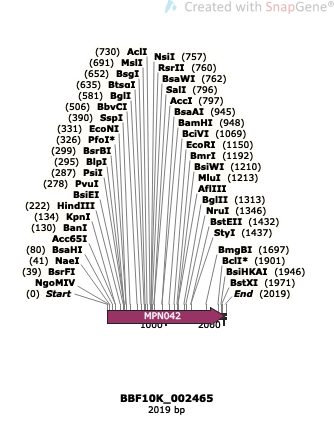 Created with SnapGene®
(730) AclI
(691) MslI
(652) BsgI
(635) BtsαI
(581) BglI
(506) BbvCI
(390) SspI
(331) EcoNI
(326) PfoI*
(299) BsrBI
(295) BlpI
(287) PsiI
(278) PvuI
BsiEI
(222) HindIII
(134) KpnI
(130) BanI
Acc65I
(80) BsaHI
(41) NaeI
(39) BsrFI
NgoMIV
(0) Start
NsiI (757)
RsrII (760)
BsaWI (762)
SalI (796)
AccI (797)
BsaAI (945)
BamHI (948)
BciVI (1069)
EcoRI (1150)
BmrI (1192)
BsiWI (1210)
MluI (1213)
AflIII
BglII (1313)
NruI (1346)
BstEII (1432)
StyI (1437)
BmgBI (1697)
BclI* (1901)
BsiHKAI (1946)
BstXI (1971)
End (2019)
MPN042
1000
2000
BBF10K_002465
2019 bp